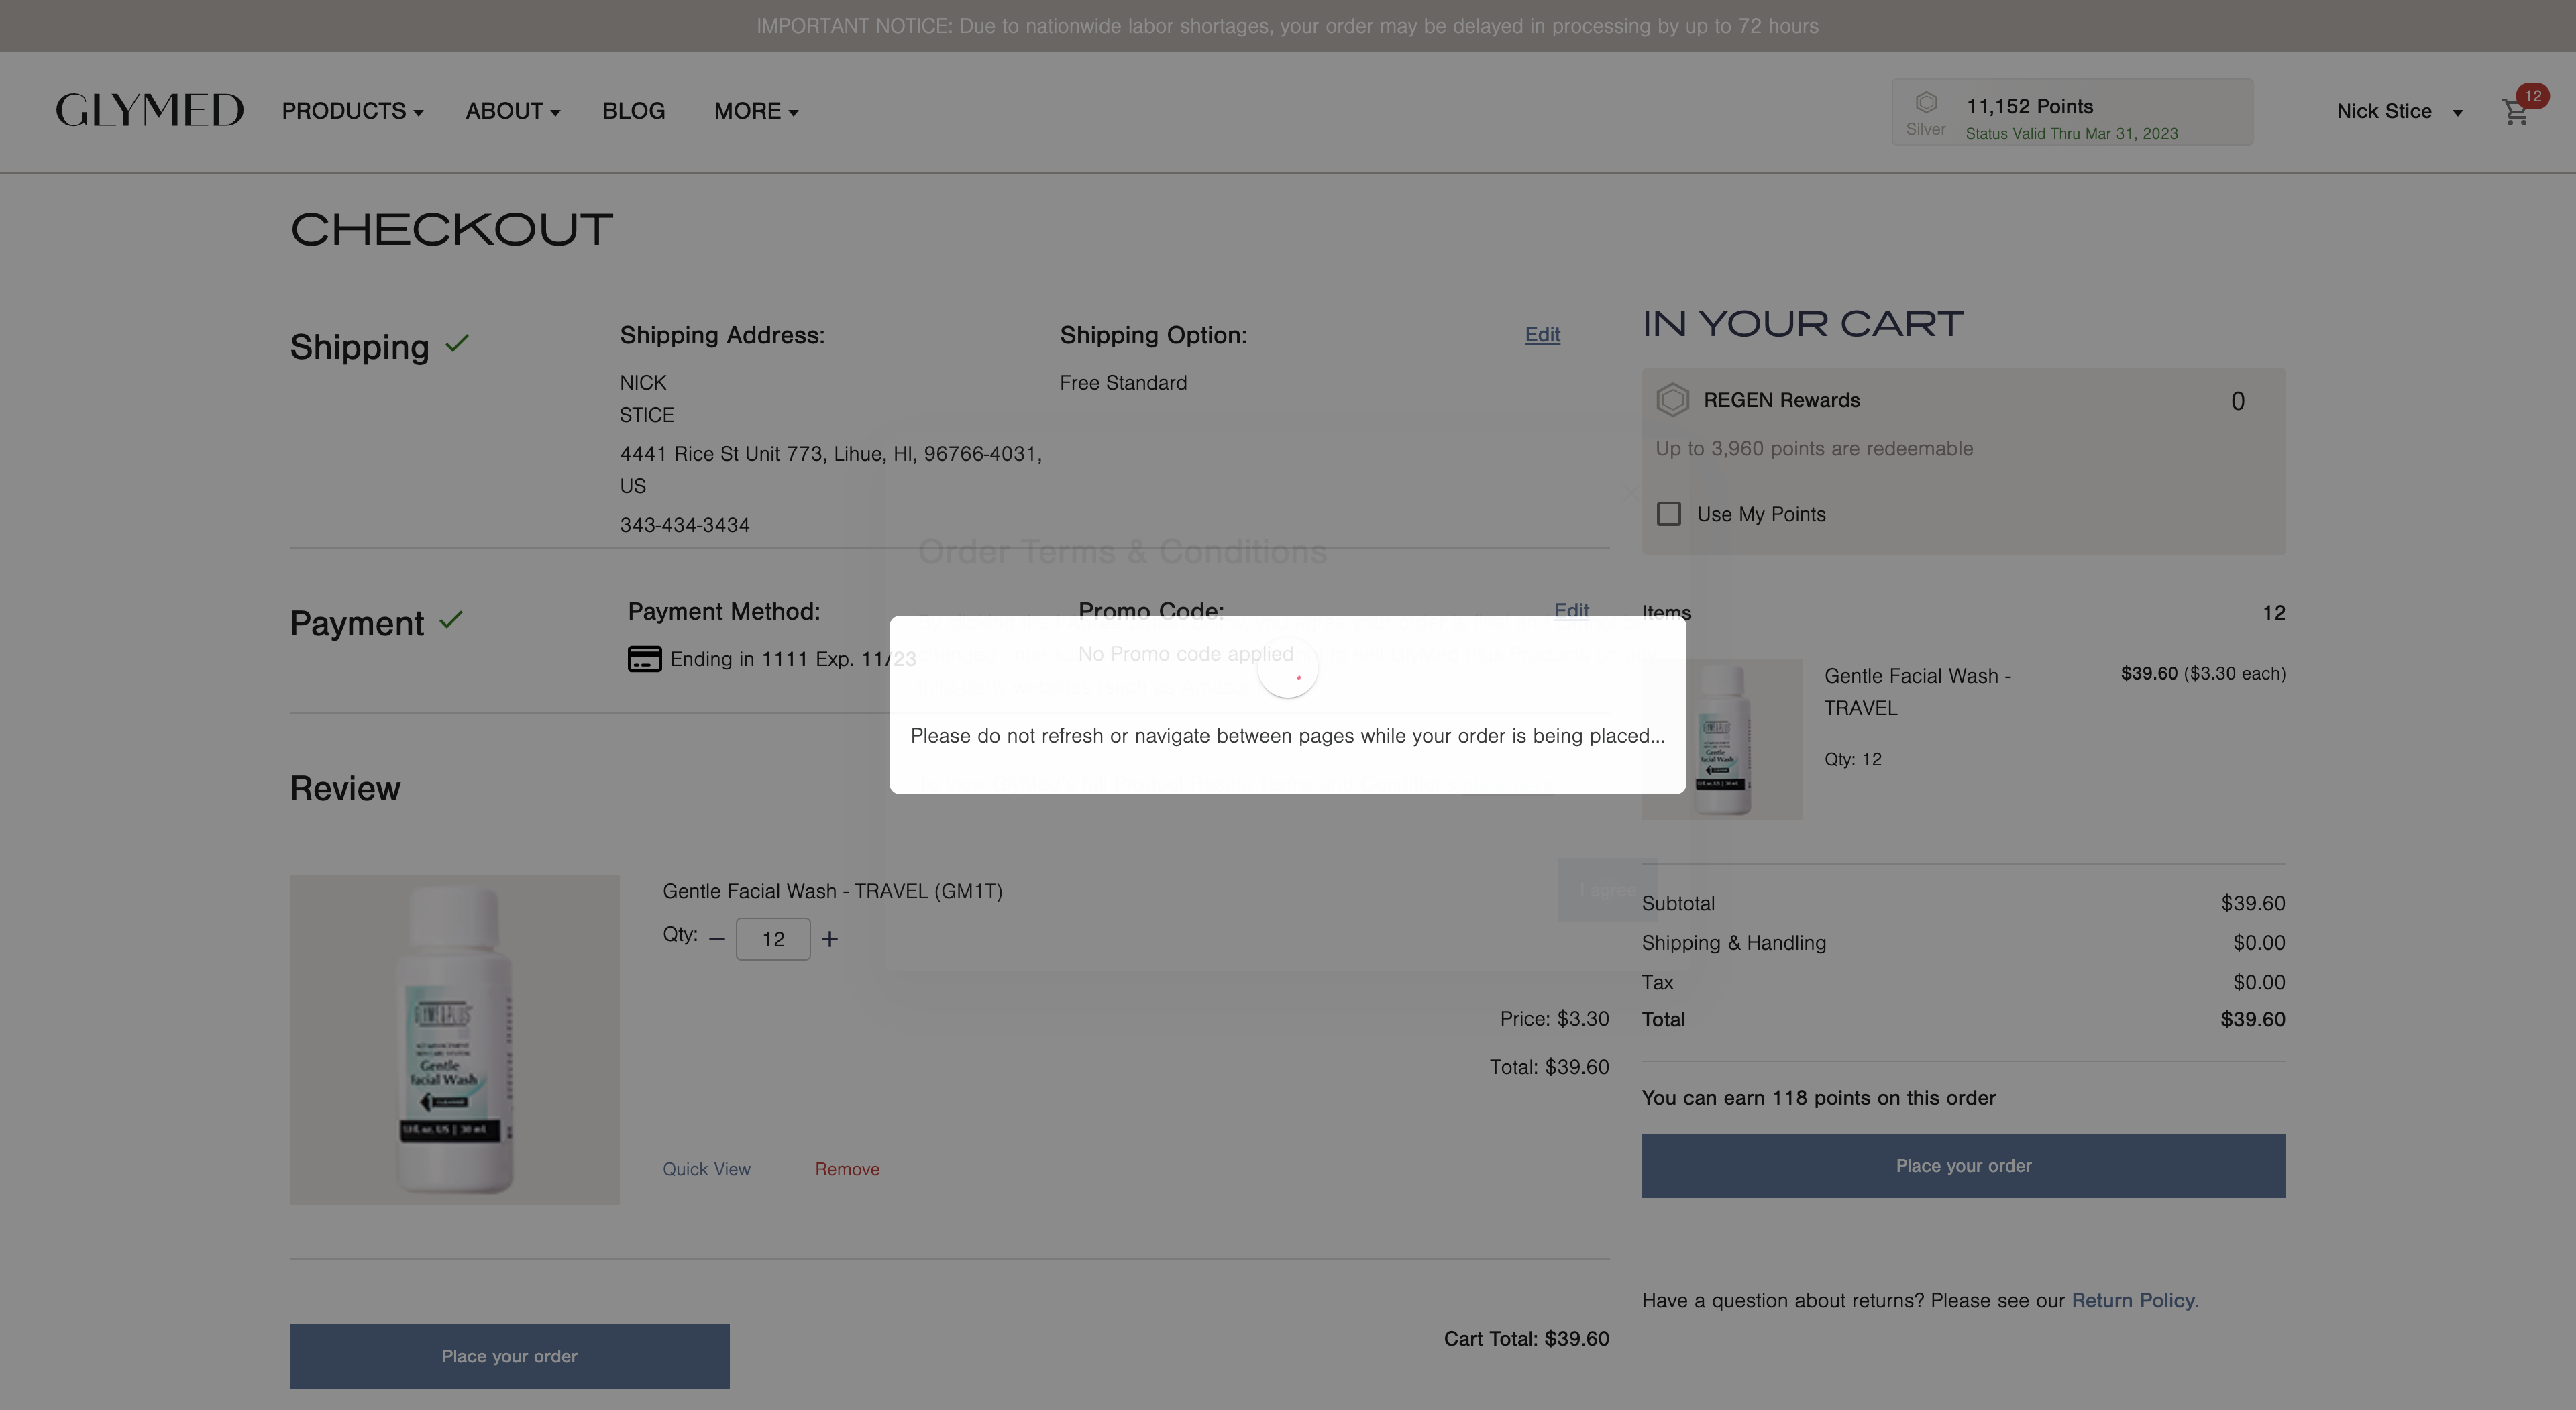 IMPORTANT NOTICE: Due to nationwide labor shortages, your order may be delayed in processing by up to 72 hours
GLYMED
PRODUCTS
ABOUT
BLOG
MORE
Silver
11,152 Points
Status Valid Thru Mar 31, 2023
Nick Stice
12
CHECKOUT
Shipping
Shipping Address:
NICK
STICE
4441 Rice St Unit 773, Lihue, HI, 96766-4031,
US
343-434-3434
Shipping Option:
Free Standard
Edit
Order Terms & Conditions
Payment
Payment Method:
Ending in 1111 Exp. 11/23
Promo Code:
No Promo code applied
Edit
Please do not refresh or navigate between pages while your order is being placed...
I agree
Review
Gentle Facial Wash - TRAVEL (GM1T)
Qty:
12
GLYMEDPLUS
Gentle
Facial Wash
Price: $3.30
Total: $39.60
Quick View
Remove
Place your order
Cart Total: $39.60
IN YOUR CART
REGEN Rewards
0
Up to 3,960 points are redeemable
Use My Points
Items
12
Gentle
Facial Wash
Gentle Facial Wash -
TRAVEL
$39.60 ($3.30 each)
Qty: 12
Subtotal
$39.60
Shipping & Handling
$0.00
Tax
$0.00
Total
$39.60
You can earn 118 points on this order
Place your order
Have a question about returns? Please see our Return Policy.